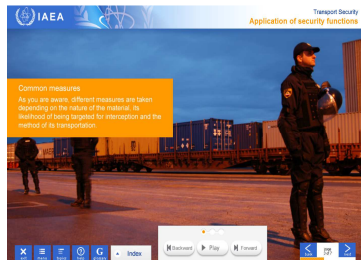 IAEA
Transport Security
Application of security functions
Common measures
As you are aware, different measures are taken
depending on the nature of the material, its
likelihood of being targeted for interception and the
method of its transportation.
Backward
Play
Forward
Index
G